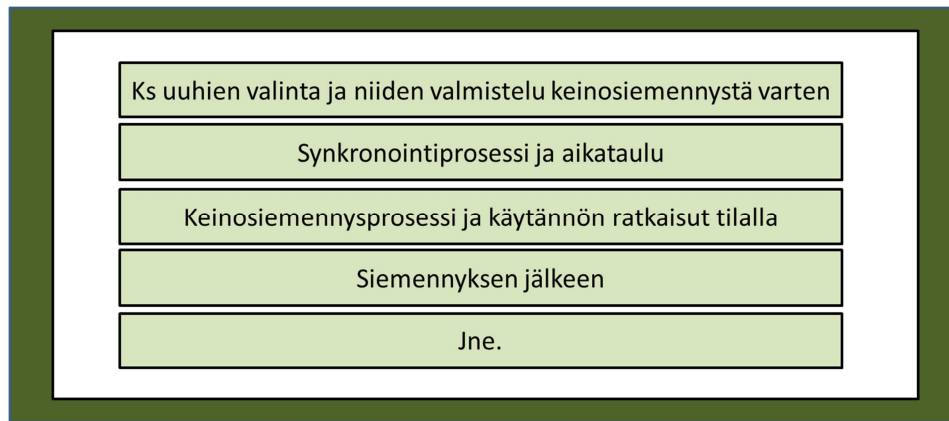 Ks uuhien valinta ja niiden valmistelu keinosiemennystä varten
Synkronointiprosessi ja aikataulu
Keinosiemennysprosessi ja käytännön ratkaisut tilalla
Siemennyksen jälkeen
Jne.